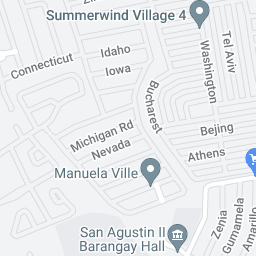 Summerwind Village 4
Idaho
Connecticut
Iowa
Washington
Tel Aviv
Bucharest
Michigan Rd
Nevada
Bejing
Athens
Manuela Ville
San Agustin II
Barangay Hall
Zenia
Gumamela
Amarillo